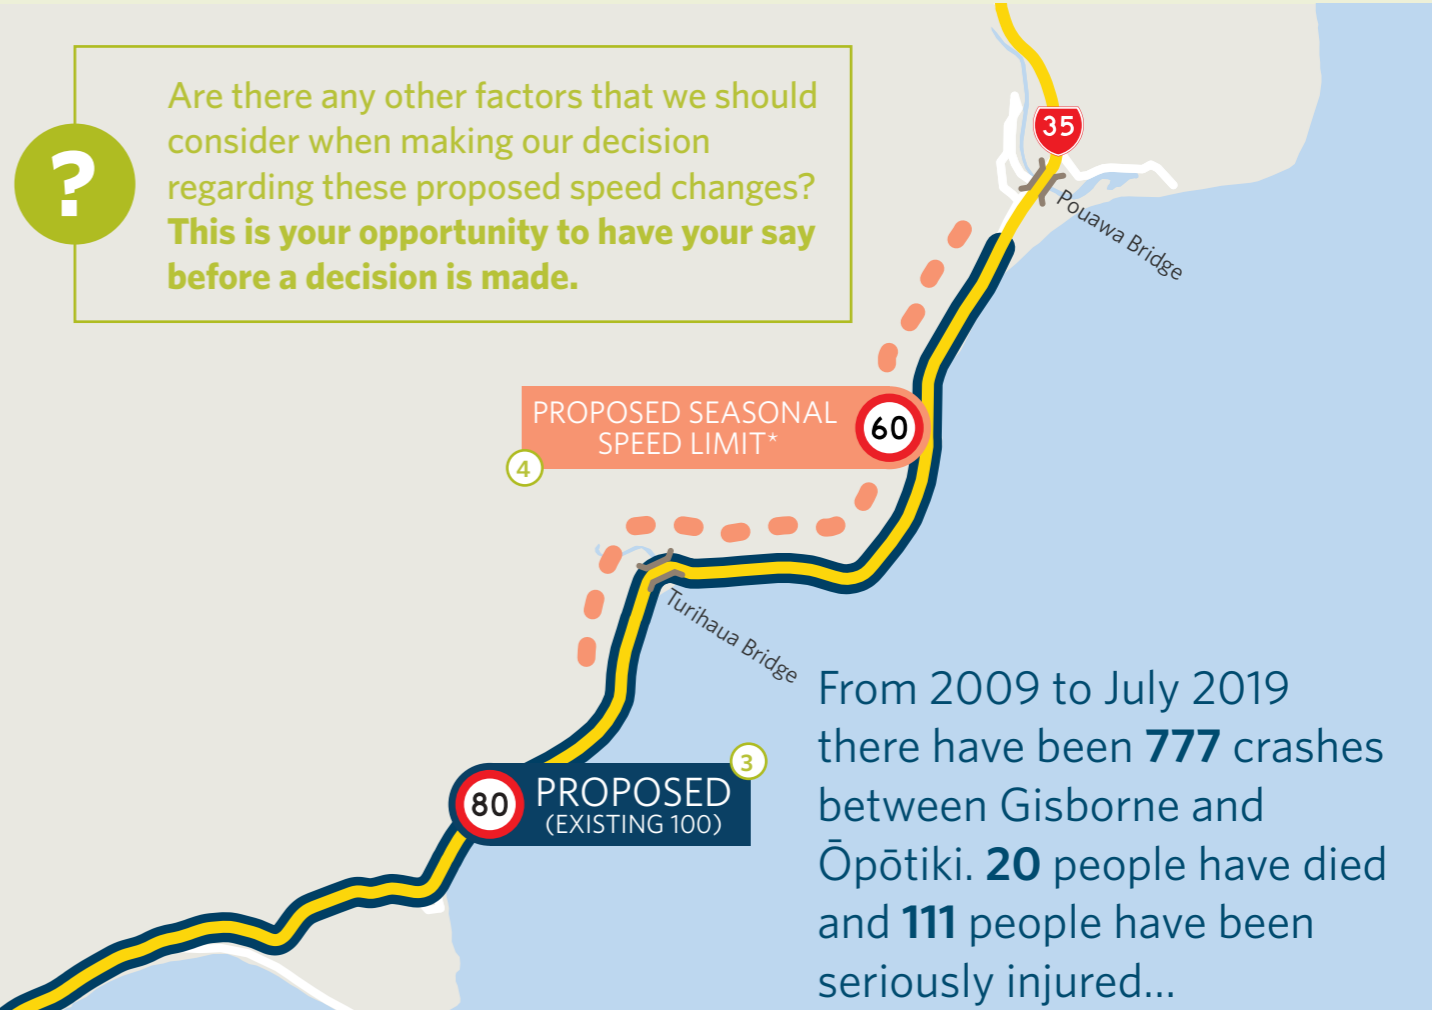 ?
Are there any other factors that we should
consider when making our decision
regarding these proposed speed changes?
This is your opportunity to have your say
before a decision is made.
35
Pouawa Bridge
PROPOSED SEASONAL
SPEED LIMIT*
60
4
Turihaua Bridge
3
80
PROPOSED
(EXISTING 100)
From 2009 to July 2019
there have been 777 crashes
between Gisborne and
Ōpōtiki. 20 people have died
and 111 people have been
seriously injured...